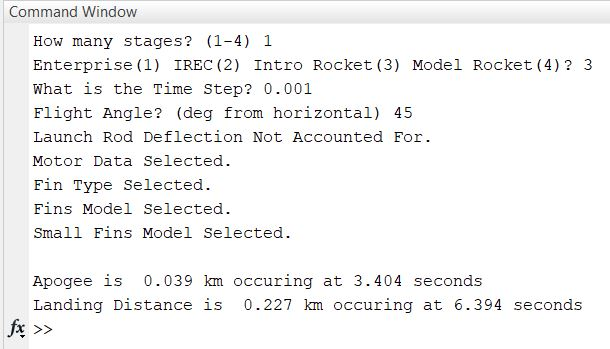 Command Window
How many stages? (1-4) 1
Enterprise(1) IREC(2) Intro Rocket(3) Model Rocket(4)? 3
What is the Time Step? 0.001
Flight Angle? (deg from horizontal) 45
Launch Rod Deflection Not Accounted For.
Motor Data Selected.
Fin Type Selected.
Fins Model Selected.
Small Fins Model Selected.
Apogee is  0.039 km occuring at 3.404 seconds
Landing Distance is  0.227 km occuring at 6.394 seconds
fx >>